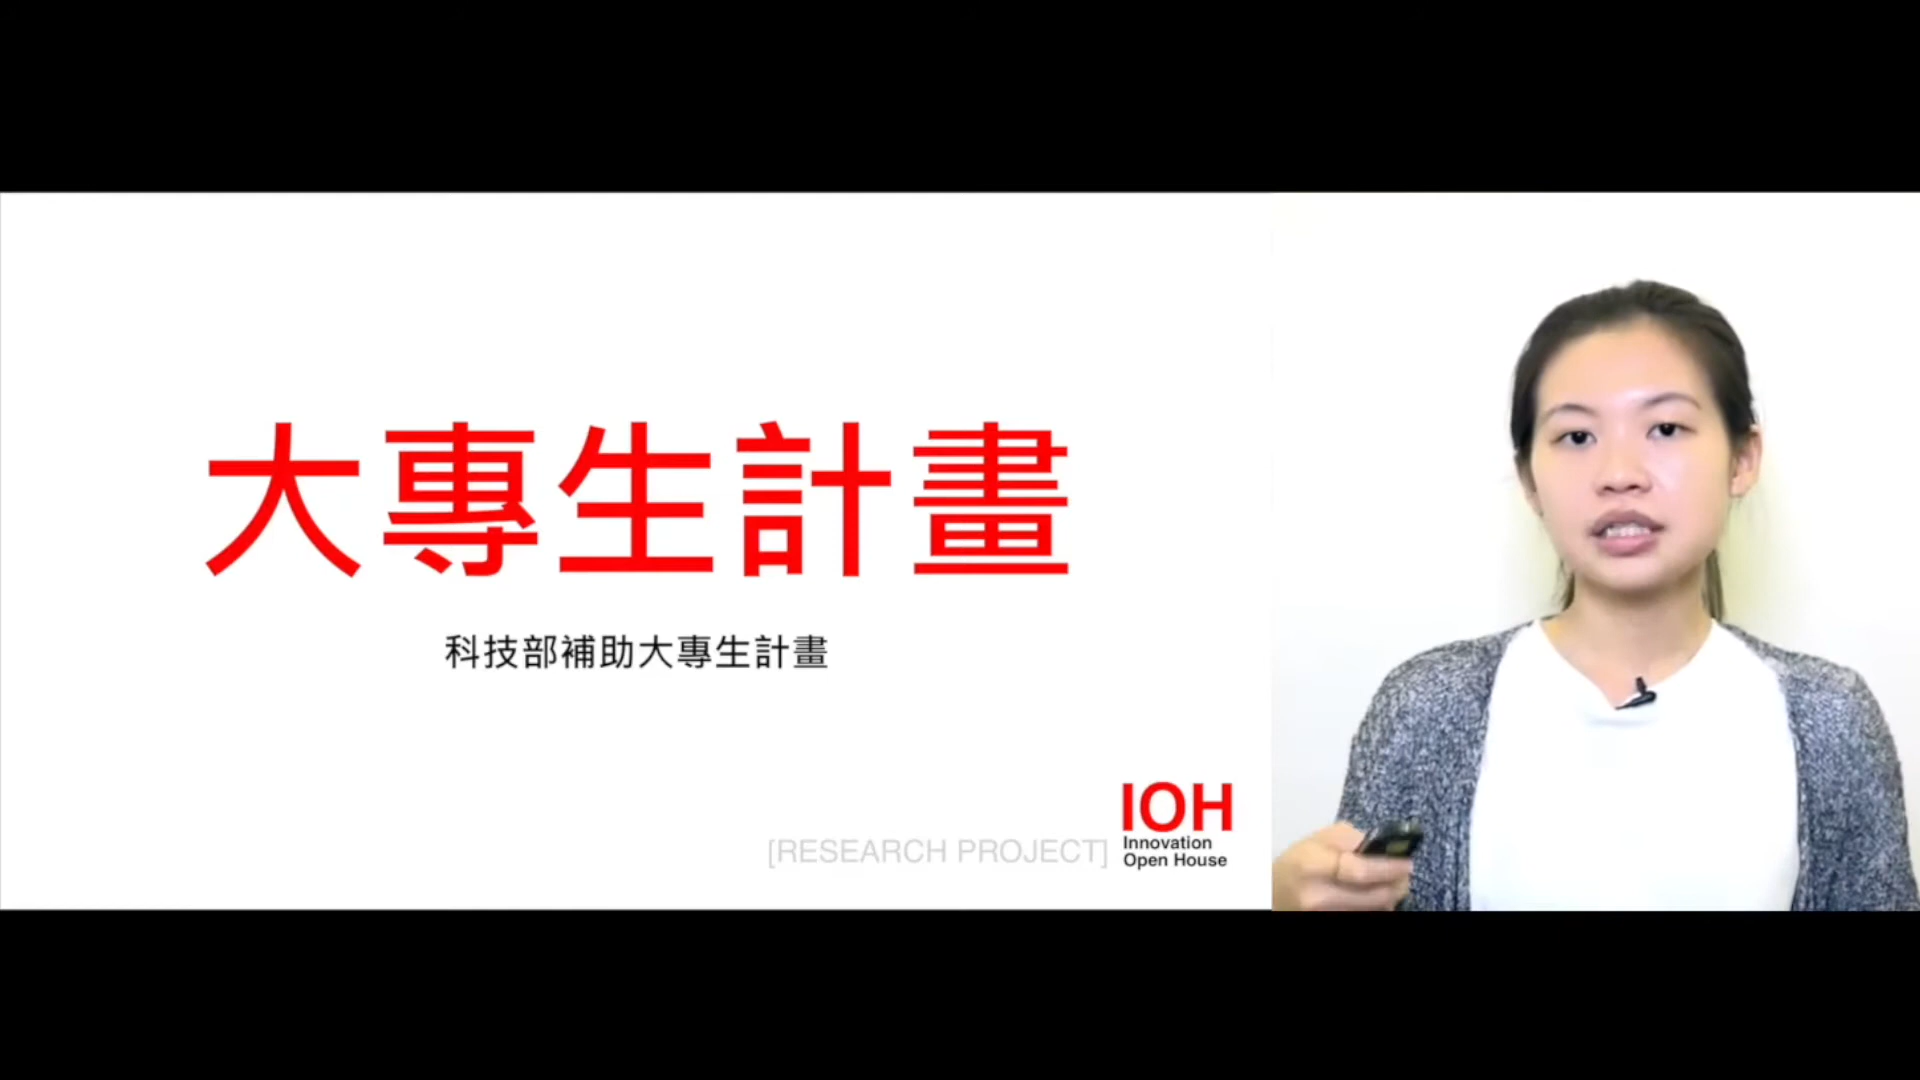 大專生計畫
科技部補助大專生計畫
[RESEARCH PROJECT]
IOH
Innovation
Open House